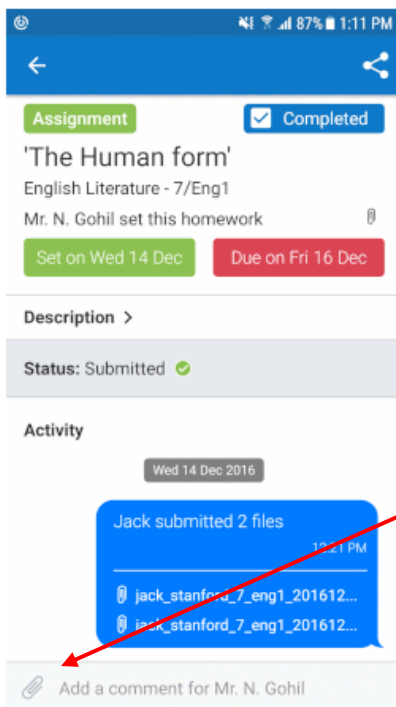 87% 1:11 PM
Assignment
Completed
'The Human form'
English Literature - 7/Eng1
Mr. N. Gohil set this homework
Set on Wed 14 Dec
Due on Fri 16 Dec
Description >
Status: Submitted
Activity
Wed 14 Dec 2016
Jack submitted 2 files
12:21 PM
jack_stanford_7_eng1_201612...
jack_stanford_7_eng1_201612...
Add a comment for Mr. N. Gohil